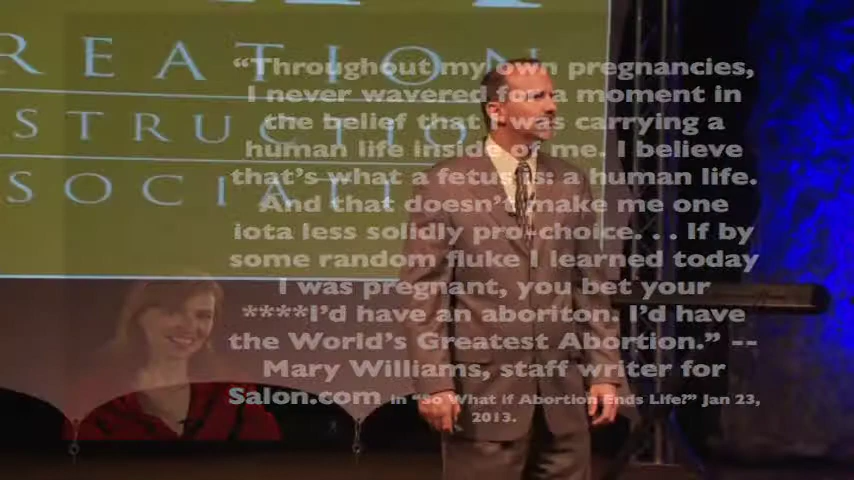 REATION
STRUCTIO
SOCIATI
“Throughout my own pregnancies,
I never wavered for a moment in
the belief that I was carrying a
human life inside of me. I believe
that’s what a fetus is: a human life.
And that doesn’t make me one
iota less solidly pro-choice. . . If by
some random fluke I learned today
I was pregnant, you bet your
****I’d have an aboriton. I’d have
the World’s Greatest Abortion.” --
Mary Williams, staff writer for
Salon.com in “So What if Abortion Ends Life?” Jan 23,
2013.